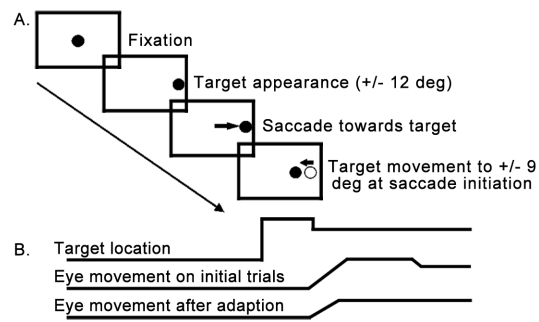 A.
Fixation
Target appearance (+/- 12 deg)
Saccade towards target
Target movement to +/- 9
deg at saccade initiation
B.
Target location
Eye movement on initial trials
Eye movement after adaption